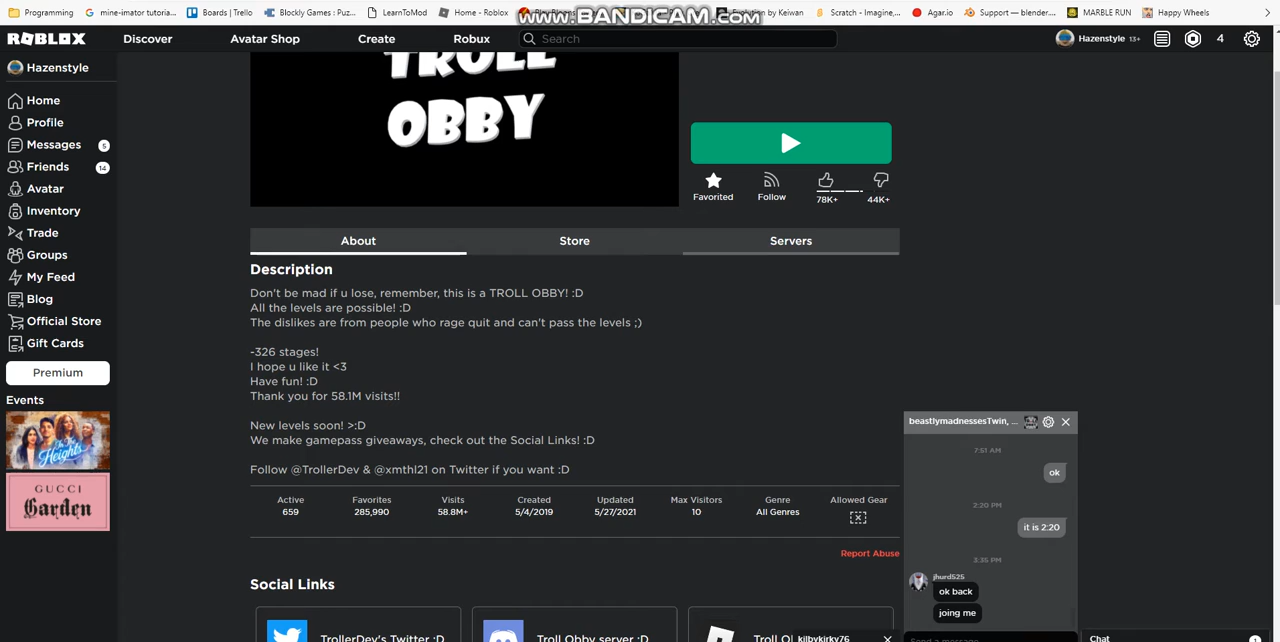 Programming
mine-imator tutoria...
Boards | Trello
Blockly Games : Puz...
LearnToMod
Home - Roblox
www.BANDICAM.com
by Keiwan
Scratch - Imagine,...
Agar.io
Support — blender....
MARBLE RUN
Happy Wheels
ROBLOX
Discover
Avatar Shop
Create
Robux
Search
Hazenstyle 13+
4
Hazenstyle
Home
Profile
Messages 5
Friends 14
Avatar
Inventory
Trade
Groups
My Feed
Blog
Official Store
Gift Cards
Premium
Events
In the Heights
GUCCI
Garden
TROLL
OBBY
Favorited
Follow
78K+
44K+
About
Store
Servers
Description
Don't be mad if u lose, remember, this is a TROLL OBBY! :D
All the levels are possible! :D
The dislikes are from people who rage quit and can't pass the levels ;)
-326 stages!
I hope u like it <3
Have fun! :D
Thank you for 58.1M visits!!
New levels soon! >:D
We make gamepass giveaways, check out the Social Links! :D
Follow @TrollerDev & @xmthl21 on Twitter if you want :D
Active Favorites Visits Created Updated Max Visitors Genre Allowed Gear
659 285,990 58.8M+ 5/4/2019 5/27/2021 10 All Genres
Report Abuse
Social Links
TrollerDev's Twitter :D
Troll Obby server :D
Troll O
beastlymadnessesTwin, ...
7:51 AM
ok
2:20 PM
it is 2:20
3:35 PM
jhurd525
ok back
joing me
Send a message
kilbykirky76
Chat